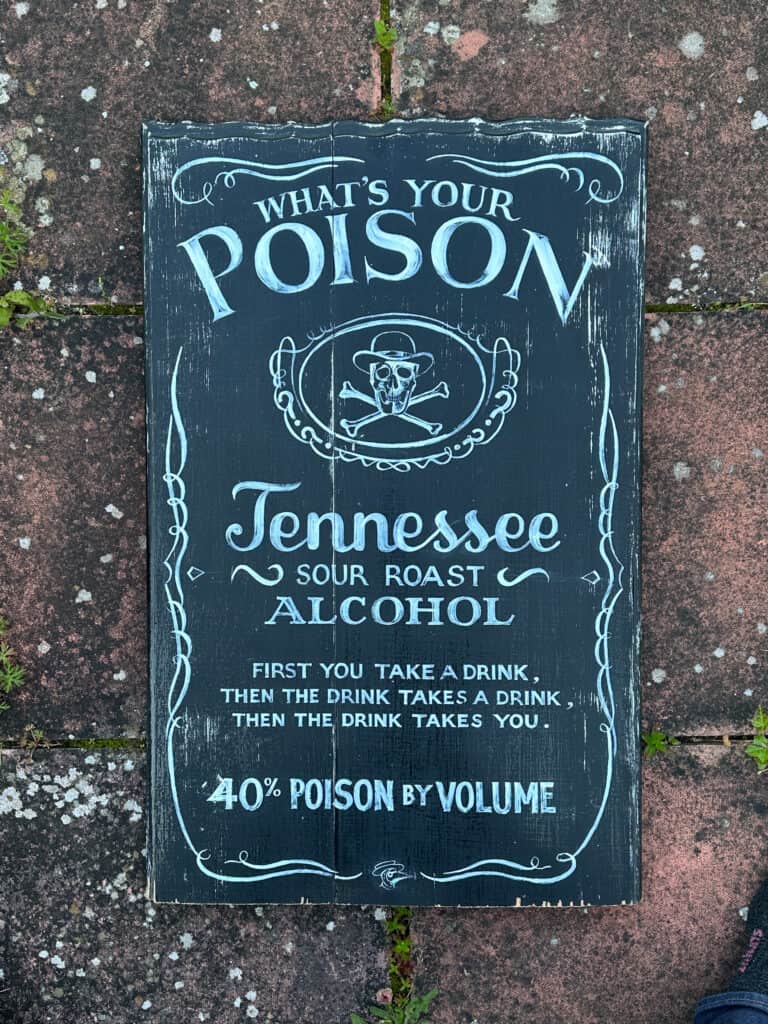 WHAT'S YOUR
POISON
Tennessee
SOUR ROAST
ALCOHOL
FIRST YOU TAKE A DRINK,
THEN THE DRINK TAKES A DRINK,
THEN THE DRINK TAKES YOU.
40% POISON BY VOLUME